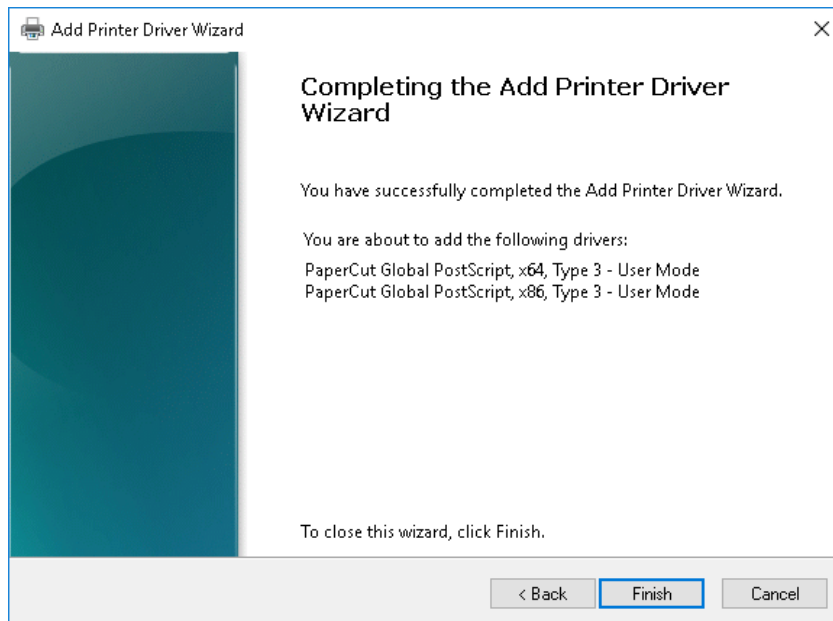 Add Printer Driver Wizard
Completing the Add Printer Driver
Wizard
You have successfully completed the Add Printer Driver Wizard.
You are about to add the following drivers:
PaperCut Global PostScript, x64, Type 3 - User Mode
PaperCut Global PostScript, x86, Type 3 - User Mode
To close this wizard, click Finish.
< Back Finish Cancel